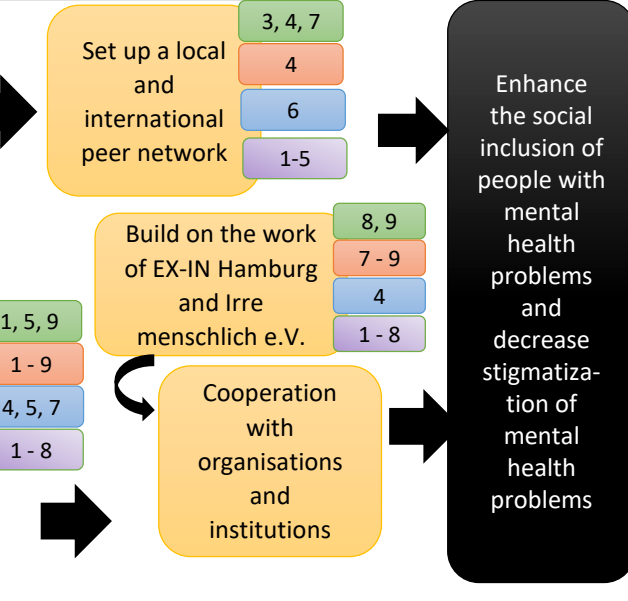 Set up a local
and
international
peer network
3, 4, 7
4
6
1-5
Build on the work
of EX-IN Hamburg
and Irre
menschlich e.V.
8, 9
7 - 9
4
1 - 8
1, 5, 9
1 - 9
4, 5, 7
1 - 8
Cooperation
with
organisations
and
institutions
Enhance
the social
inclusion of
people with
mental
health
problems
and
decrease
stigmatiza-
tion of
mental
health
problems